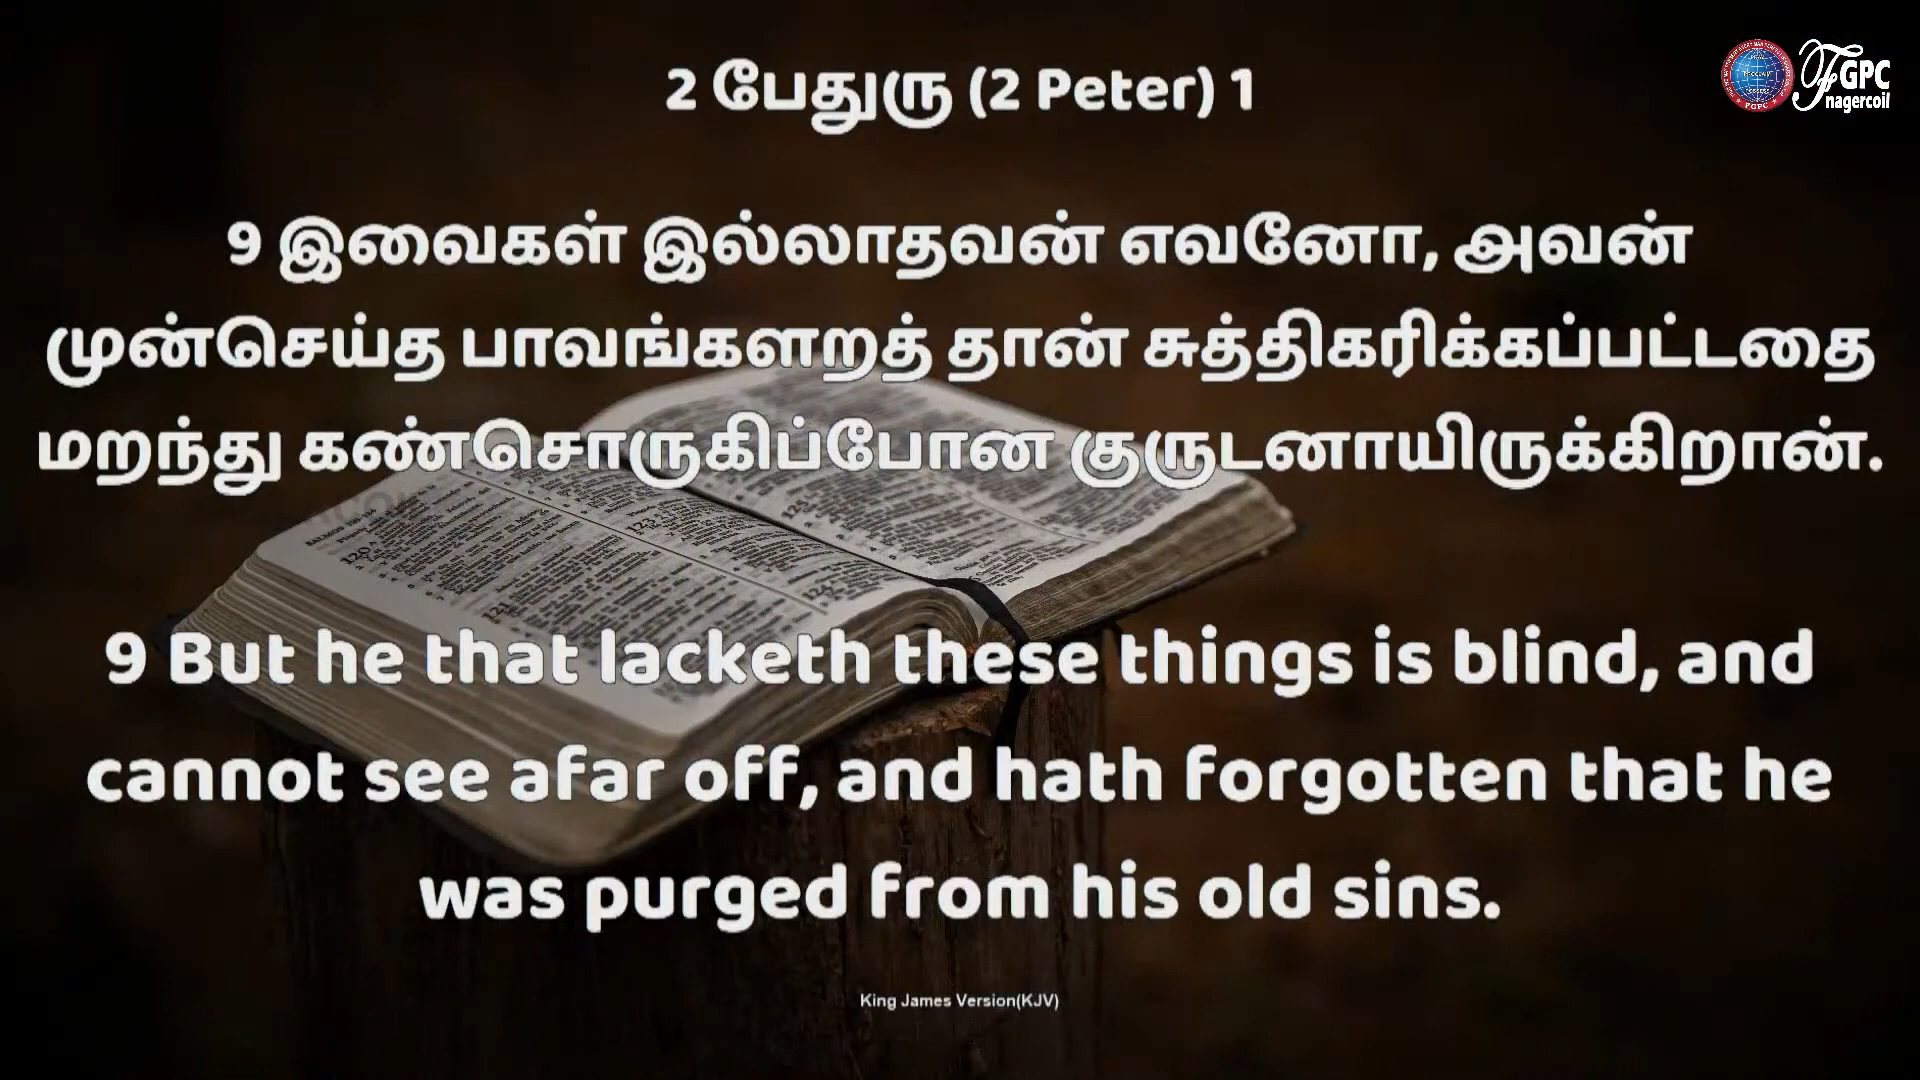 2 பேதுரு (2 Peter) 1
FGPC
nagercoil
9 இவைகள் இல்லாதவன் எவனோ, அவன்
முன்செய்த பாவங்களறத் தான் சுத்திகரிக்கப்பட்டதை
மறந்து கண்சொருகிப்போன குருடனாயிருக்கிறான்.
9 But he that lacketh these things is blind, and
cannot see afar off, and hath forgotten that he
was purged from his old sins.
King James Version(KJV)